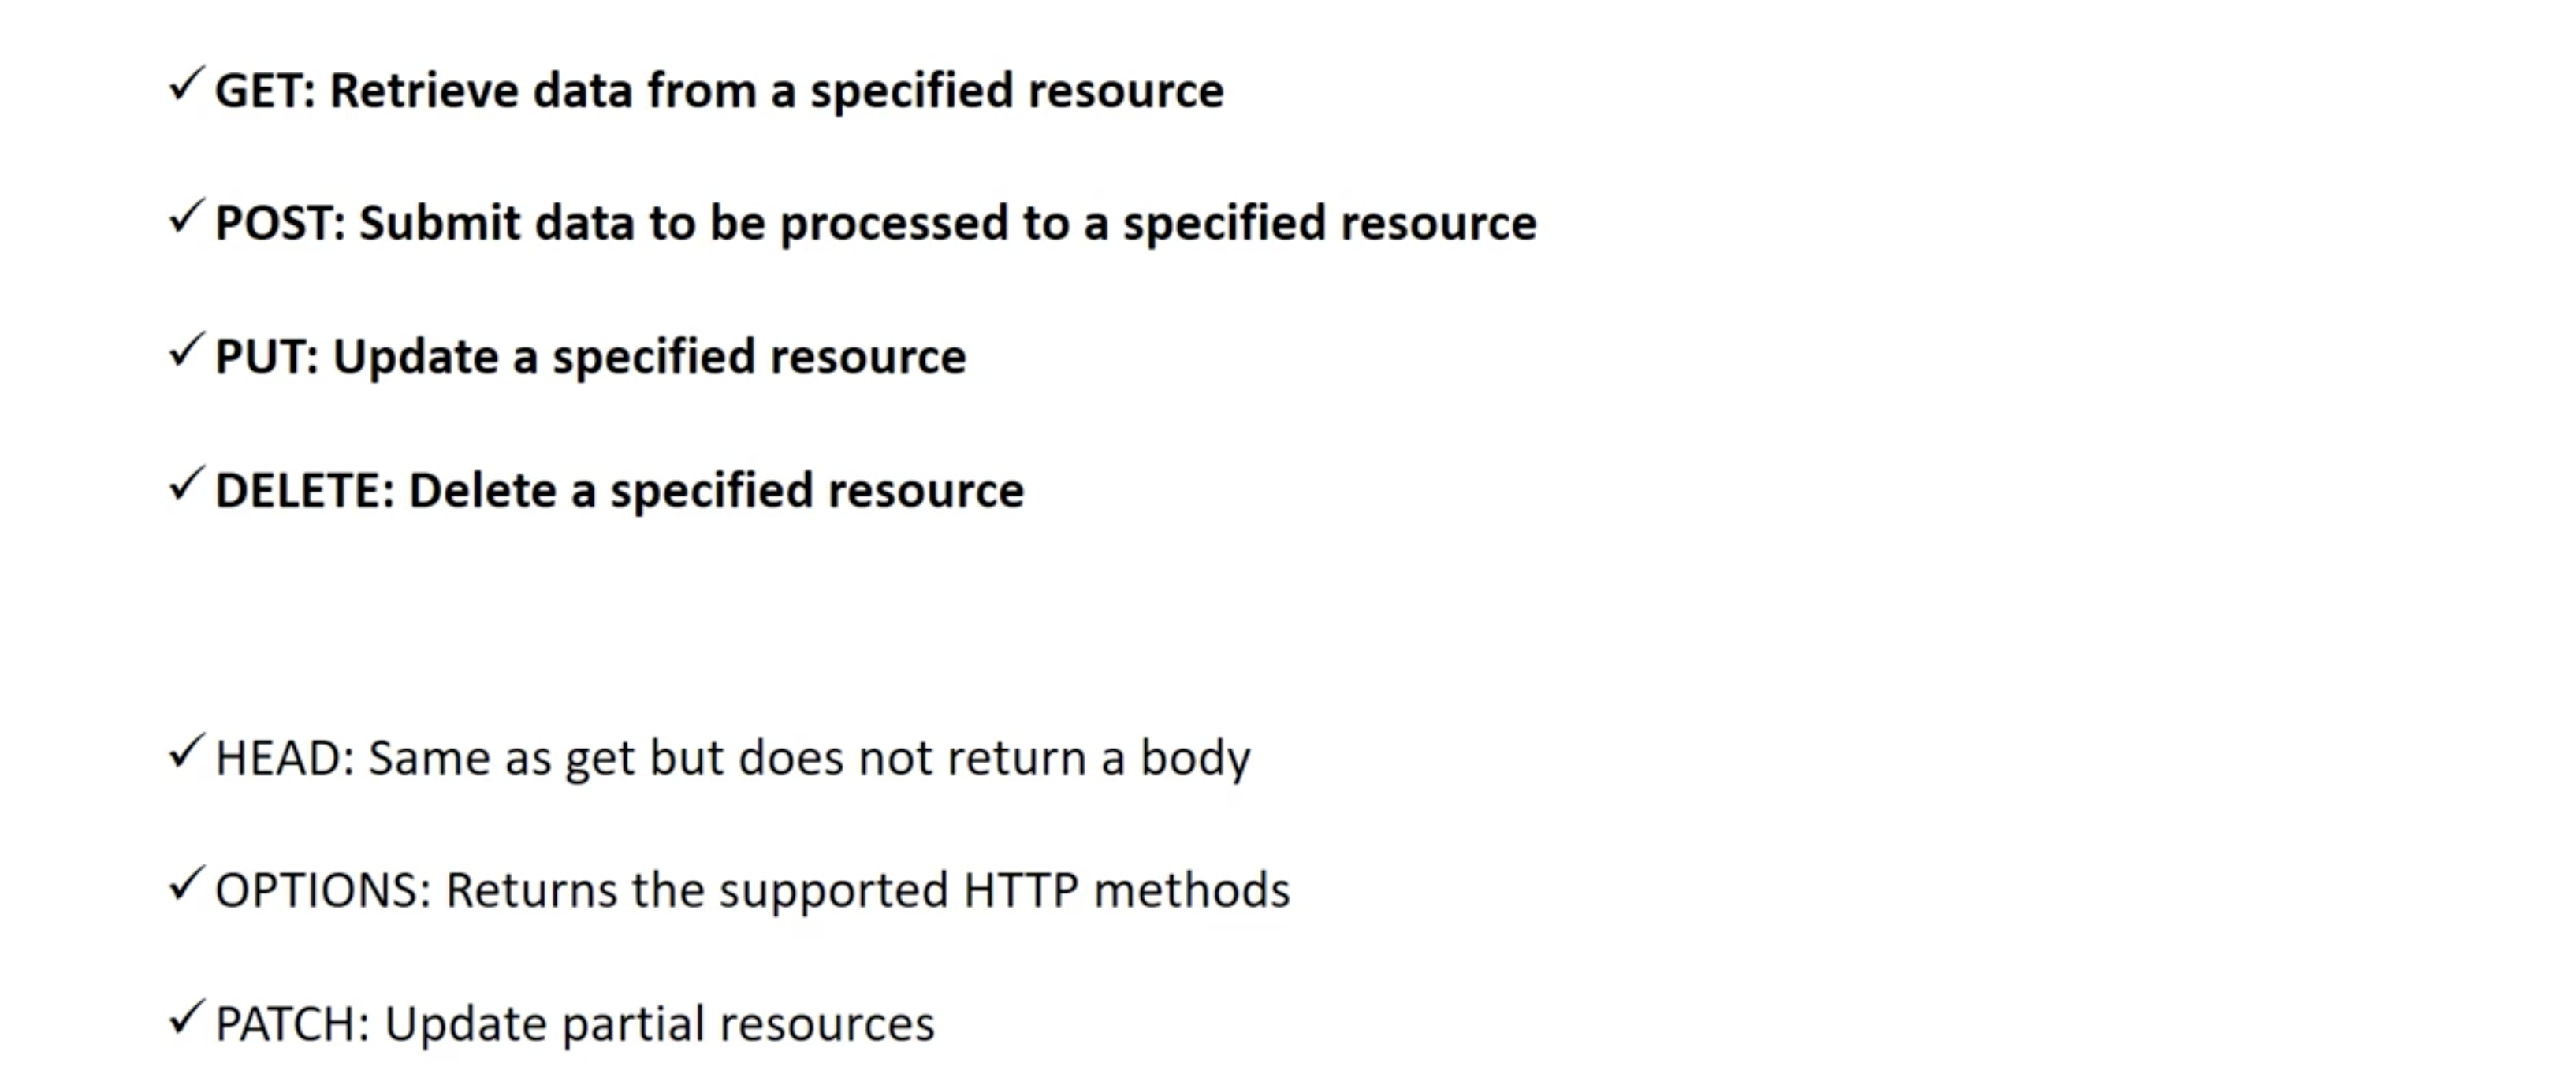 ✓ GET: Retrieve data from a specified resource
✓ POST: Submit data to be processed to a specified resource
✓ PUT: Update a specified resource
✓ DELETE: Delete a specified resource
✓ HEAD: Same as get but does not return a body
✓ OPTIONS: Returns the supported HTTP methods
✓ PATCH: Update partial resources